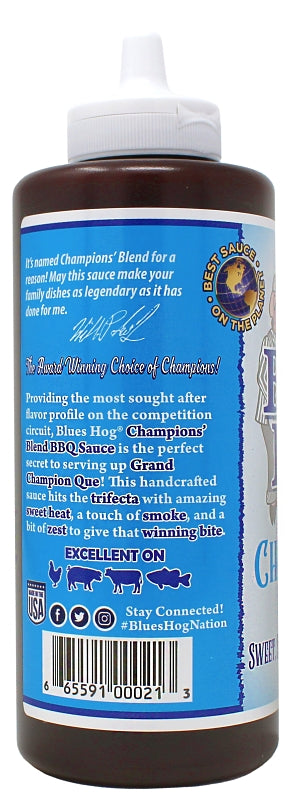 It's named Champions' Blend for a
reason! May this sauce make your
family dishes as legendary as it has
done for me.
The Award Winning Choice of Champions!
Providing the most sought after
flavor profile on the competition
circuit, Blues Hog® Champions'
Blend BBQ Sauce is the perfect
secret to serving up Grand
Champion Que! This handcrafted
sauce hits the trifecta with amazing
sweet heat, a touch of smoke, and a
bit of zest to give that winning bite.
EXCELLENT ON
MADE IN THE
USA
Stay Connected!
#BluesHogNation
6 65591 00021 3
• BEST SAUCE •
ON THE PLANET
CH
SWEET